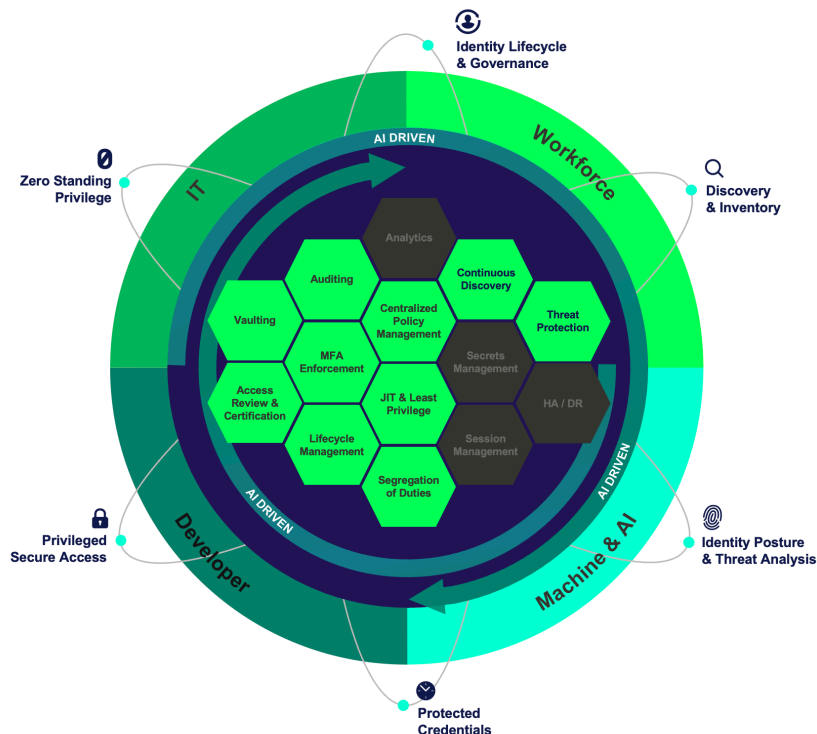 Identity Lifecycle
& Governance
AI DRIVEN
Workforce
IT
Zero Standing
Privilege
Discovery
& Inventory
Analytics
Auditing
Continuous
Discovery
Vaulting
Centralized
Policy
Management
Threat
Protection
MFA
Enforcement
Secrets
Management
Access
Review &
Certification
JIT & Least
Privilege
HA / DR
Lifecycle
Management
Session
Management
Segregation
of Duties
AI DRIVEN
AI DRIVEN
Developer
Machine & AI
Privileged
Secure Access
Identity Posture
& Threat Analysis
Protected
Credentials